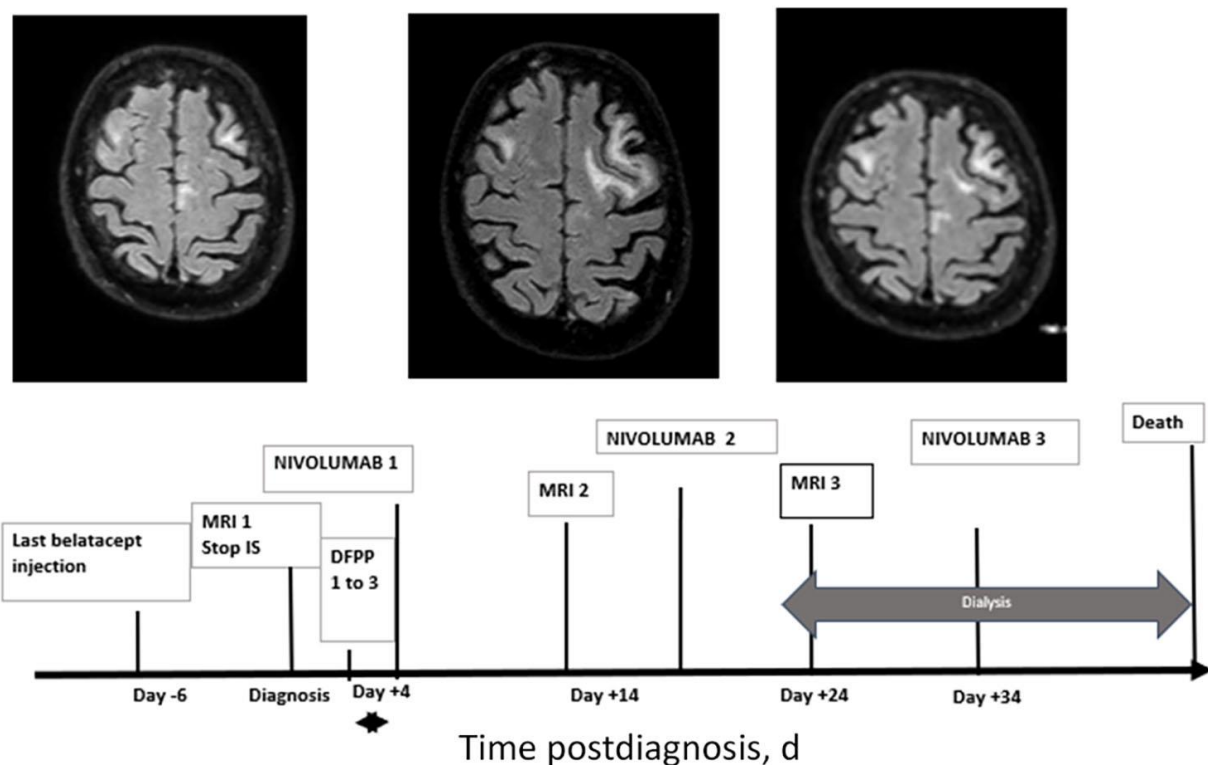 Death
NIVOLUMAB 2
NIVOLUMAB 3
NIVOLUMAB 1
MRI 3
MRI 2
MRI 1
Stop IS
Last belatacept
injection
DFPP
1 to 3
Dialysis
Day -6
Diagnosis
Day +4
Day +14
Day +24
Day +34
Time postdiagnosis, d